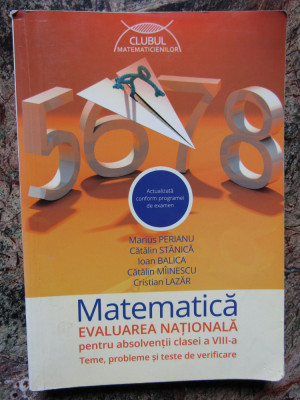 CLUBUL
MATEMATICIENILOR
5678
Actualizată
conform programei
de examen
Marius PERIANU
Cătălin STĂNICĂ
Ioan BALICA
Cătălin MÎINESCU
Cristian LAZĂR
Matematică
EVALUAREA NAȚIONALĂ
pentru absolvenții clasei a VIII-a
Teme, probleme și teste de verificare